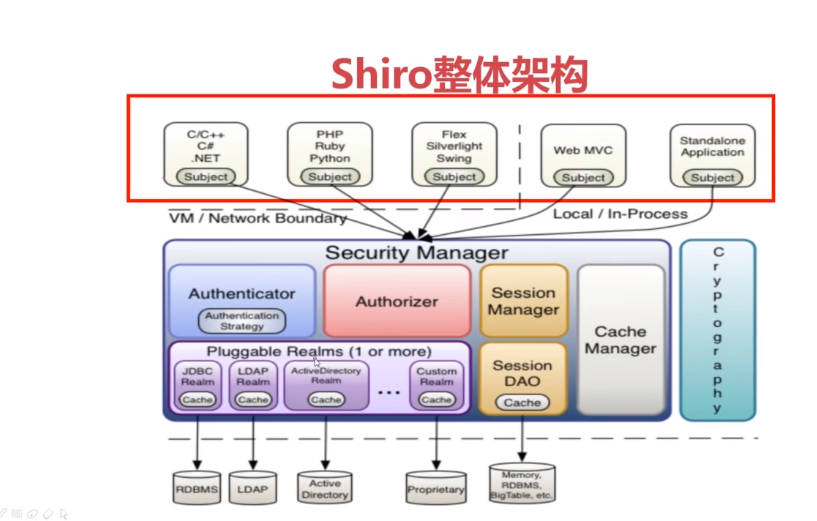 Shiro整体架构
C/C++
C#
.NET
Subject
PHP
Ruby
Python
Subject
Flex
Silverlight
Swing
Subject
Web MVC
Subject
Standalone
Application
Subject
VM / Network Boundary
Local / In-Process
Security Manager
Authenticator
Authentication
Strategy
Authorizer
Session
Manager
Cache
Manager
Pluggable Realms (1 or more)
JDBC
Realm
Cache
LDAP
Realm
Cache
ActiveDirectory
Realm
Cache
...
Custom
Realm
Cache
Session
DAO
Cache
Cryptography
RDBMS
LDAP
Active
Directory
Proprietary
Memory,
RDBMS,
BigTable, etc.